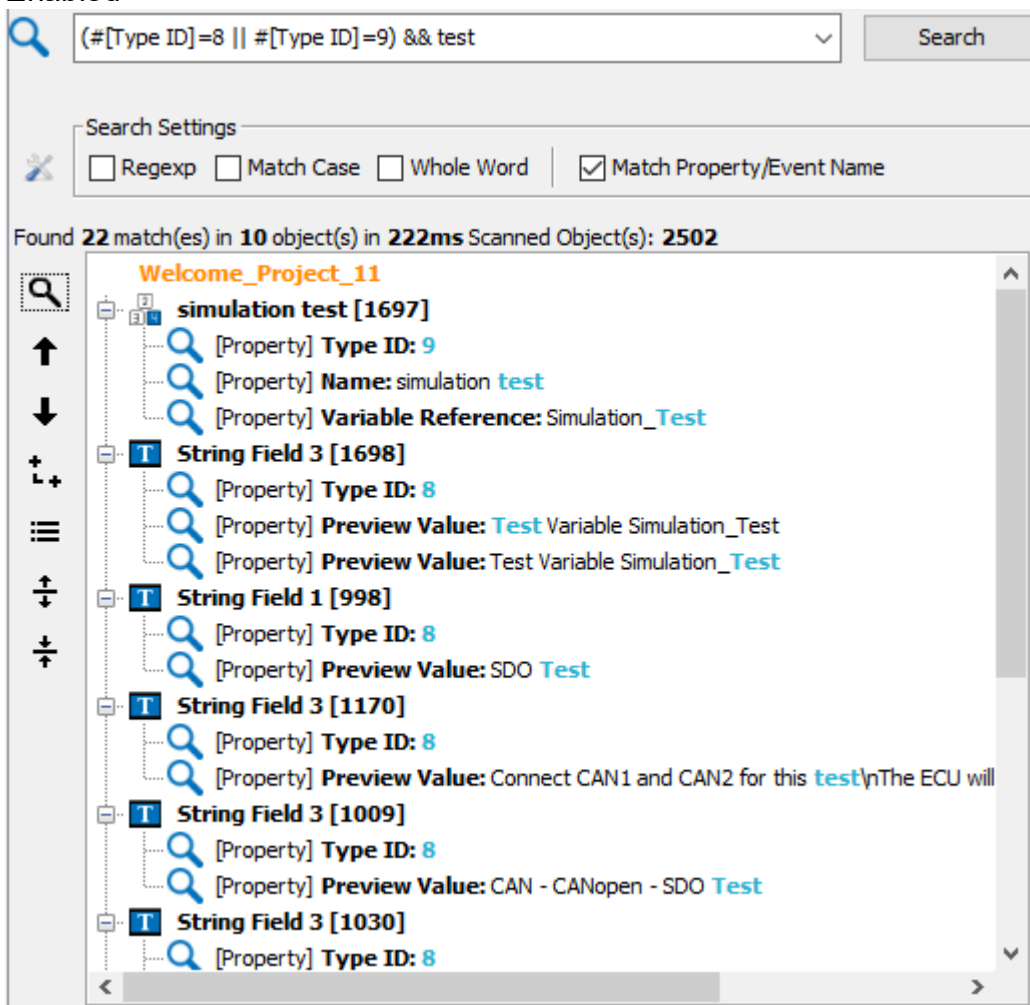 (#[Type ID]=8 || #[Type ID]=9) && test
Search
Search Settings
Regexp Match Case Whole Word Match Property/Event Name
Found 22 match(es) in 10 object(s) in 222ms Scanned Object(s): 2502
Welcome_Project_11
simulation test [1697]
[Property] Type ID: 9
[Property] Name: simulation test
[Property] Variable Reference: Simulation_Test
T String Field 3 [1698]
[Property] Type ID: 8
[Property] Preview Value: Test Variable Simulation_Test
[Property] Preview Value: Test Variable Simulation_Test
T String Field 1 [998]
[Property] Type ID: 8
[Property] Preview Value: SDO Test
T String Field 3 [1170]
[Property] Type ID: 8
[Property] Preview Value: Connect CAN1 and CAN2 for this test\nThe ECU will
T String Field 3 [1009]
[Property] Type ID: 8
[Property] Preview Value: CAN - CANopen - SDO Test
T String Field 3 [1030]
[Property] Type ID: 8